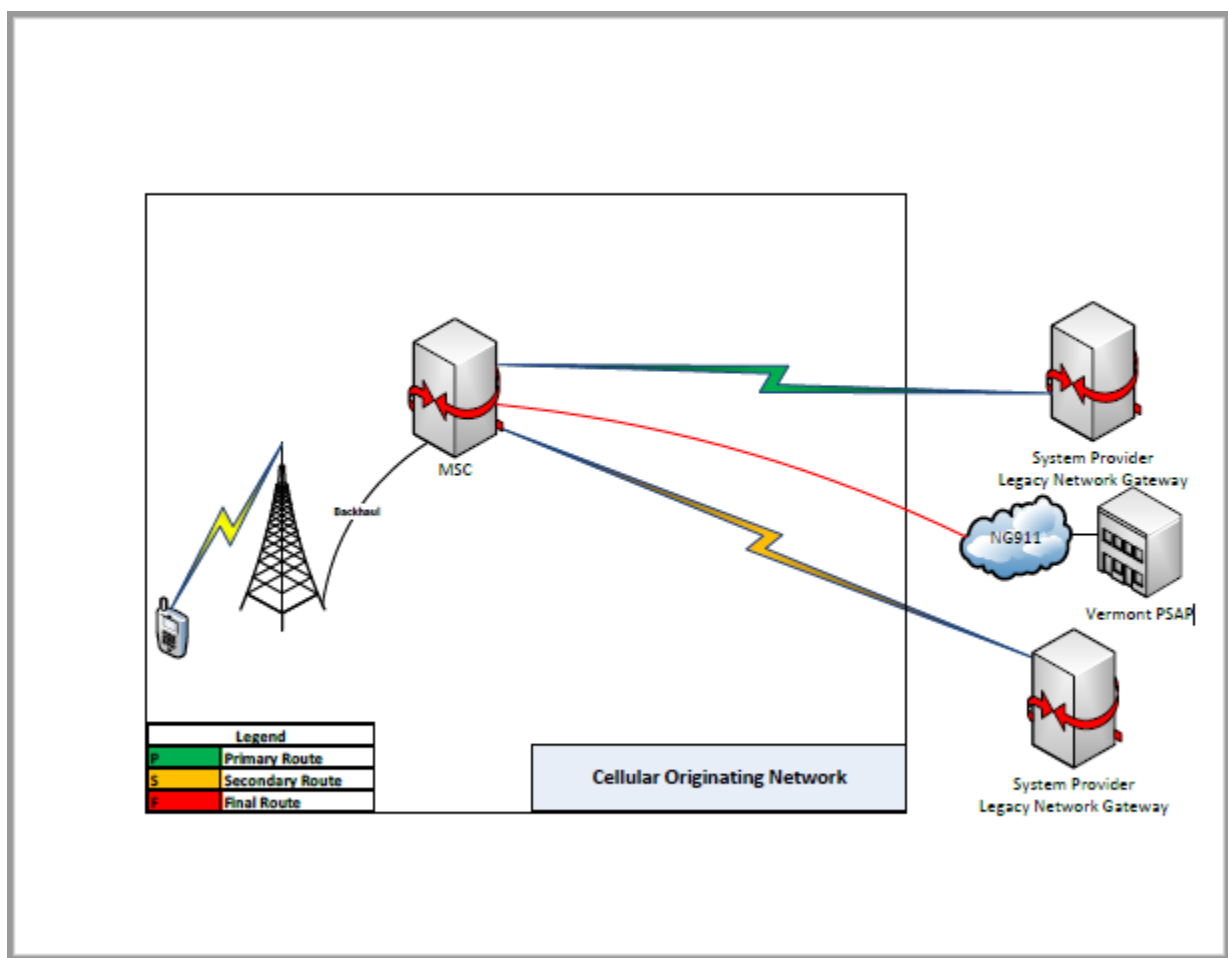 MSC
Backhaul
System Provider
Legacy Network Gateway
NG911
Vermont PSAP
System Provider
Legacy Network Gateway
Legend
P Primary Route
S Secondary Route
F Final Route
Cellular Originating Network